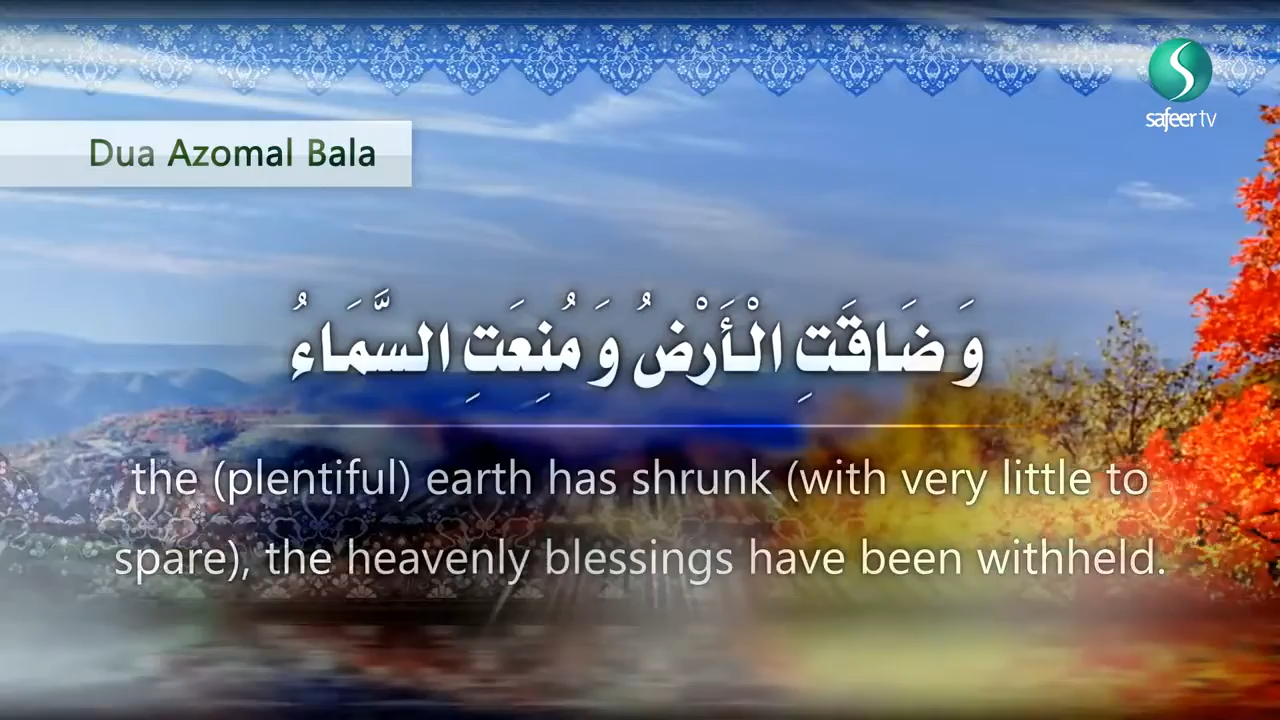 safeer tv
Dua Azomal Bala
وَ ضَاقَتِ الْأَرْضُ وَ مُنِعَتِ السَّمَاءُ
the (plentiful) earth has shrunk (with very little to
spare), the heavenly blessings have been withheld.